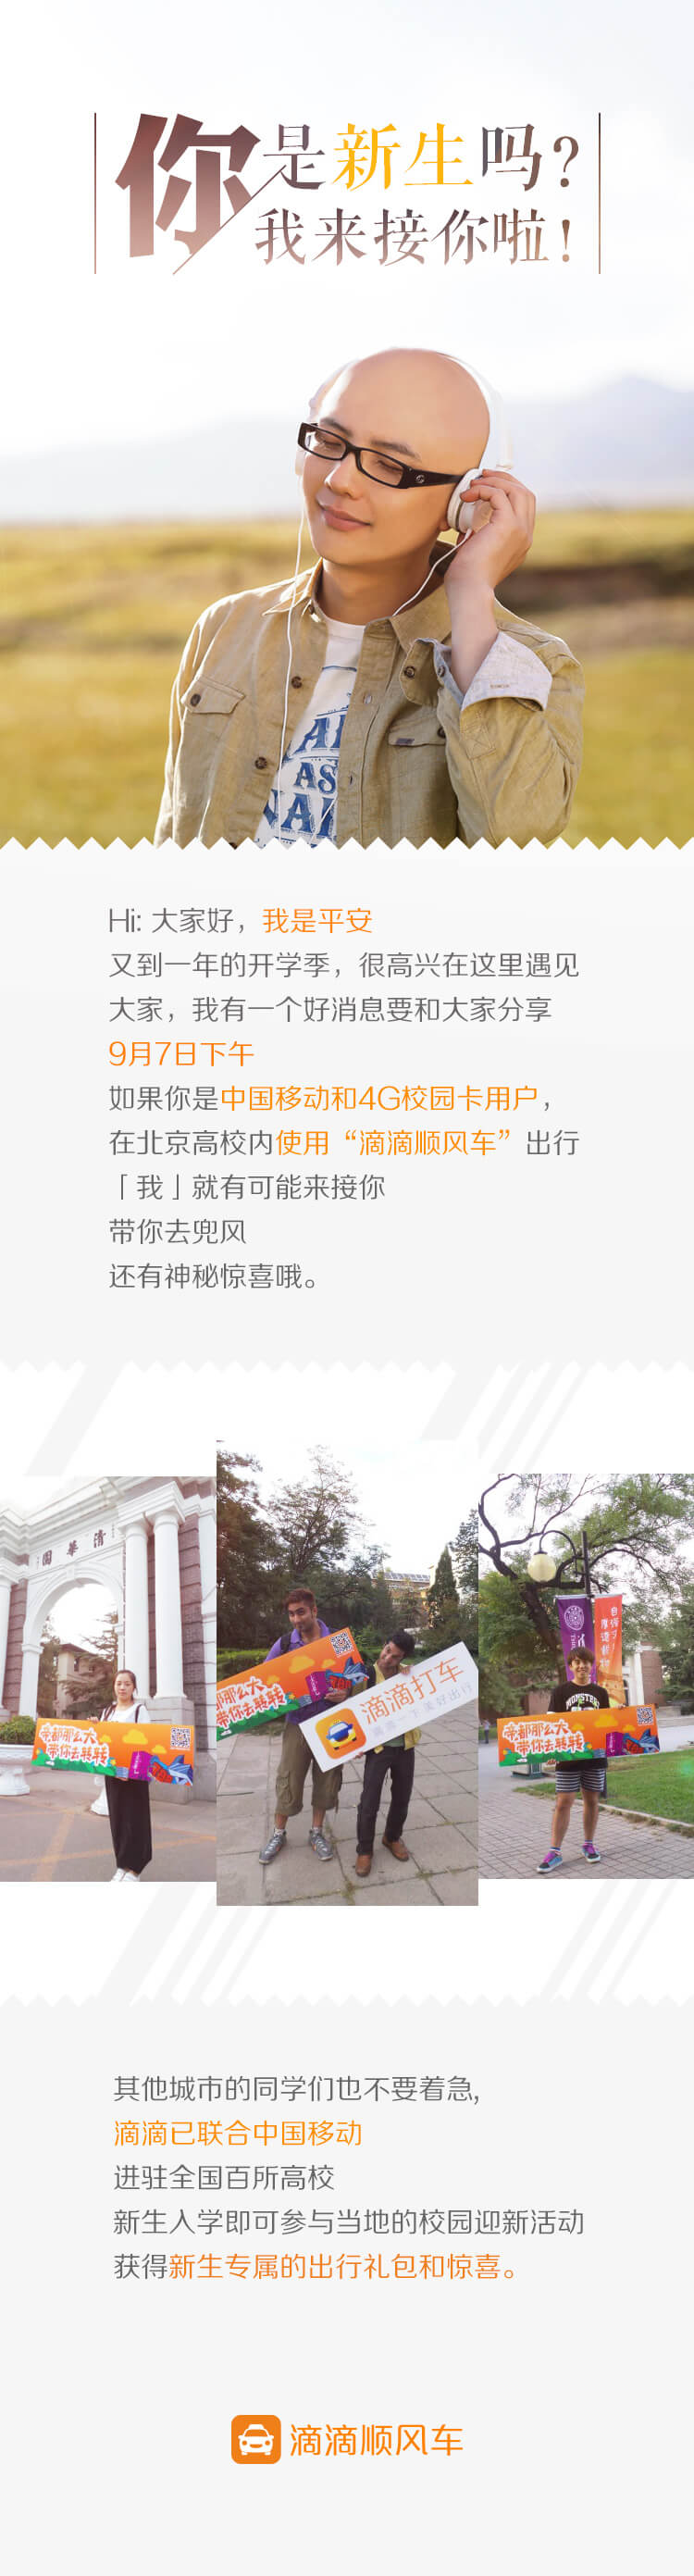 你是新生吗?
我来接你啦!
AS
Hi: 大家好，我是平安
又到一年的开学季，很高兴在这里遇见
大家，我有一个好消息要和大家分享
9月7日下午
如果你是中国移动和4G校园卡用户，
在北京高校内使用“滴滴顺风车”出行
「我」就有可能来接你
带你去兜风
还有神秘惊喜哦。
園華清
帝都那么大
带你去转转
都那么大
带你去转转
滴滴打车
滴滴一下 美好出行
MONSTER
帝都那么大
带你去转转
其他城市的同学们也不要着急,
滴滴已联合中国移动
进驻全国百所高校
新生入学即可参与当地的校园迎新活动
获得新生专属的出行礼包和惊喜。
滴滴顺风车